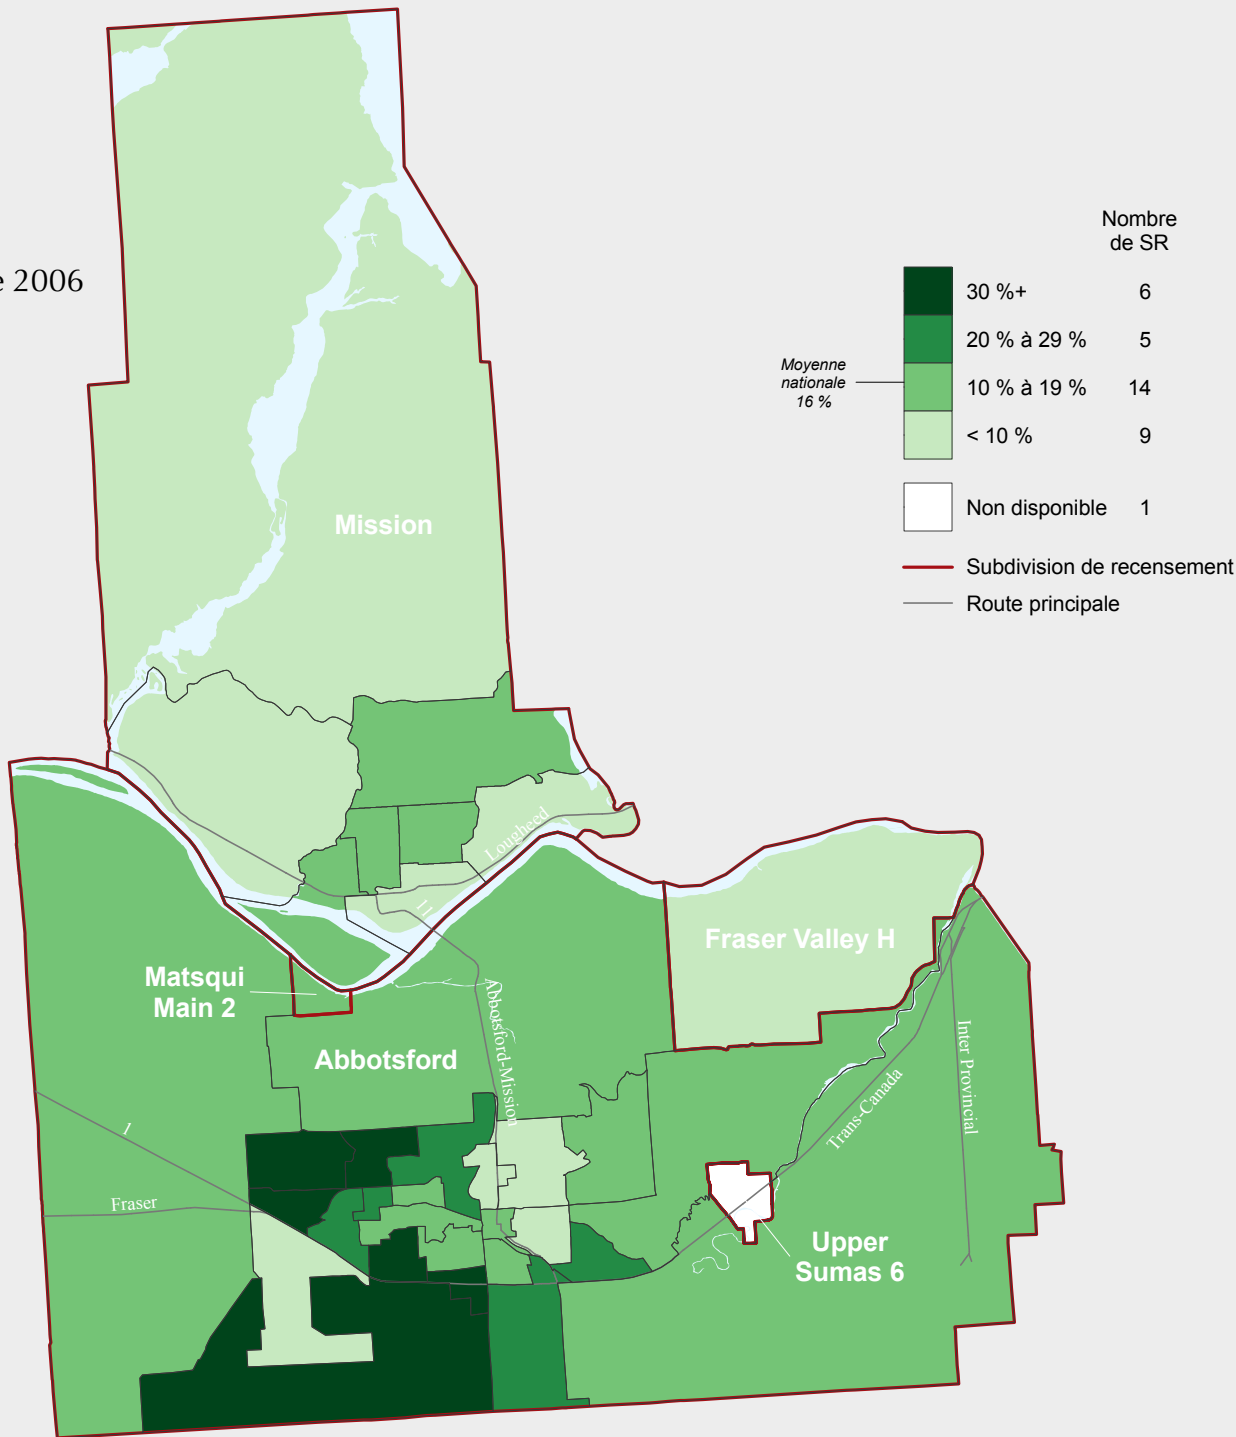 e 2006
Nombre
de SR
30 %+ 6
20 % à 29 % 5
Moyenne
nationale
16 %
10 % à 19 % 14
< 10 % 9
Non disponible 1
Subdivision de recensement
Route principale
Mission
Lougheed
11
Fraser Valley H
Matsqui
Main 2
Abbotsford
Abbotsford-Mission
Inter Provincial
Trans-Canada
1
Fraser
Upper
Sumas 6